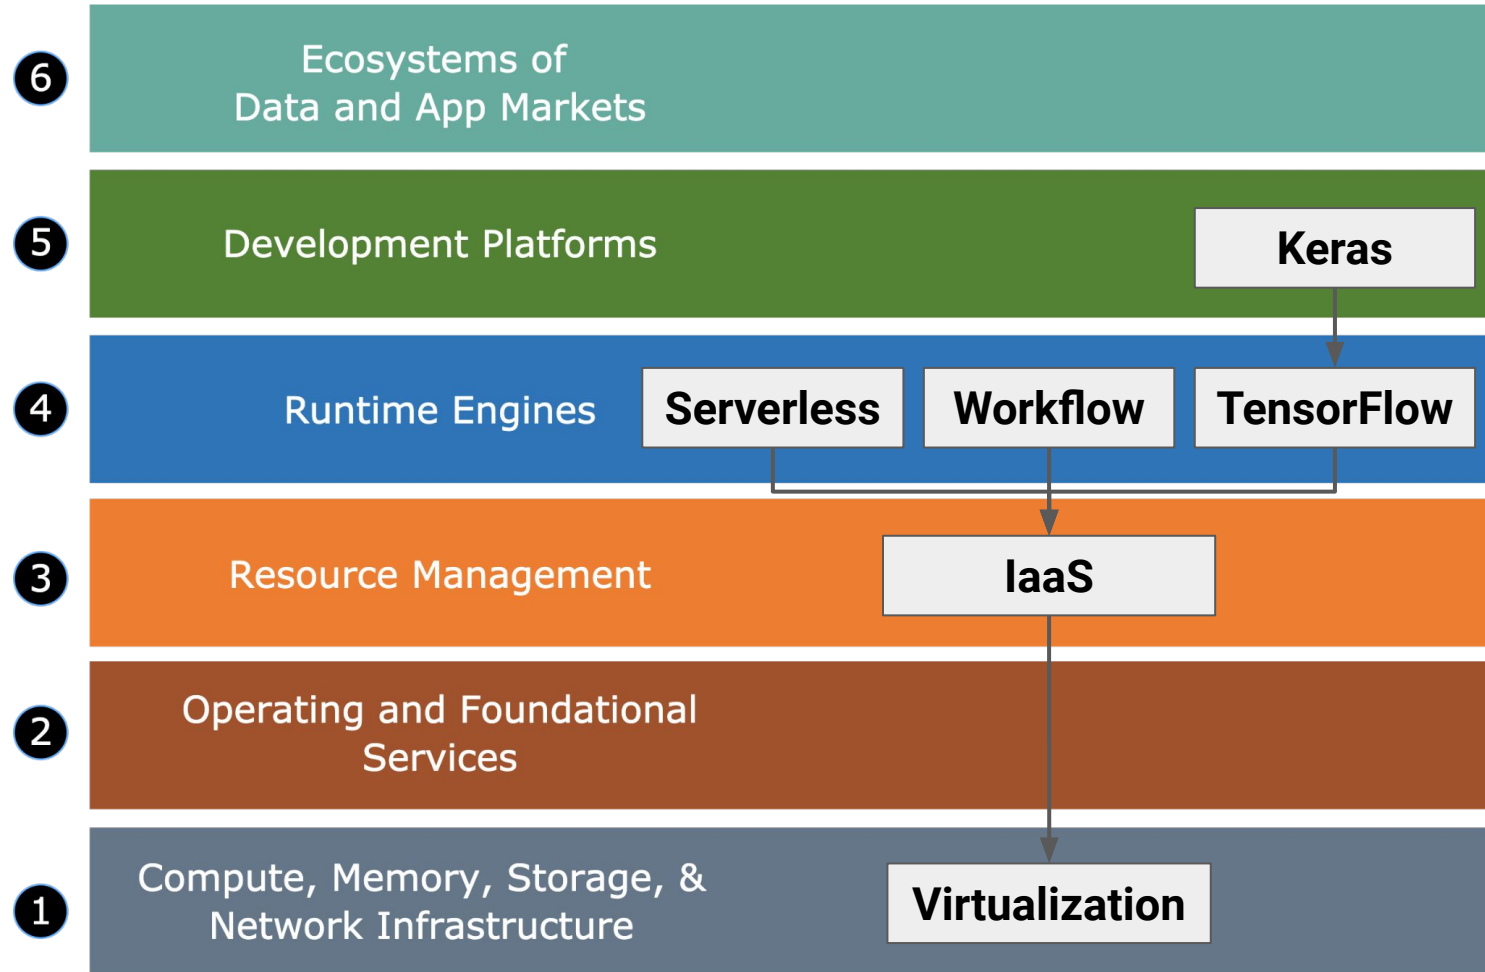 6
Ecosystems of
Data and App Markets
5
Development Platforms
Keras
4
Runtime Engines
Serverless
Workflow
TensorFlow
3
Resource Management
IaaS
2
Operating and Foundational
Services
1
Compute, Memory, Storage, &
Network Infrastructure
Virtualization